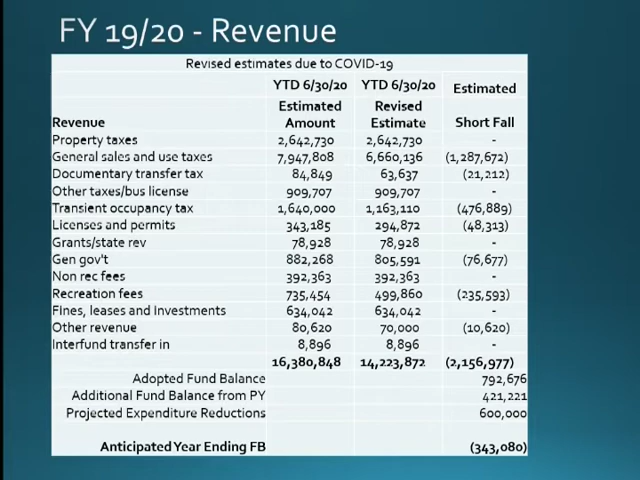 FY 19/20 - Revenue
Revised estimates due to COVID-19
YTD 6/30/20 YTD 6/30/20 Estimated
Revenue Estimated Amount Revised Estimate Short Fall
Property taxes 2,642,730 2,642,730 -
General sales and use taxes 7,947,808 6,660,136 (1,287,672)
Documentary transfer tax 84,849 63,637 (21,212)
Other taxes/bus license 909,707 909,707 -
Transient occupancy tax 1,640,000 1,163,110 (476,889)
Licenses and permits 343,185 294,872 (48,313)
Grants/state rev 78,928 78,928 -
Gen gov't 882,268 805,591 (76,677)
Non rec fees 392,363 392,363 -
Recreation fees 735,454 499,860 (235,593)
FInes, leases and Investments 634,042 634,042 -
Other revenue 80,620 70,000 (10,620)
Interfund transfer in 8,896 8,896 -
16,380,848 14,223,872 (2,156,977)
Adopted Fund Balance 792,676
Additional Fund Balance from PY 421,221
Projected Expenditure Reductions 600,000
Anticipated Year Ending FB (343,080)